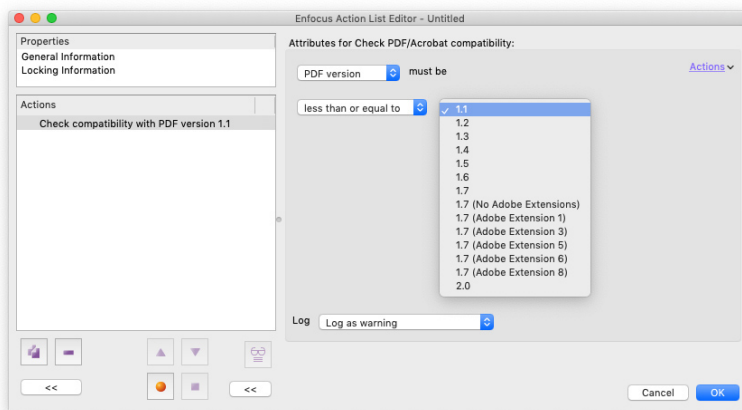 Enfocus Action List Editor - Untitled
Properties
General Information
Locking Information
Actions
Check compatibility with PDF version 1.1
<<
<<
Attributes for Check PDF/Acrobat compatibility:
PDF version must be
Actions
less than or equal to
✓ 1.1
1.2
1.3
1.4
1.5
1.6
1.7
1.7 (No Adobe Extensions)
1.7 (Adobe Extension 1)
1.7 (Adobe Extension 3)
1.7 (Adobe Extension 5)
1.7 (Adobe Extension 6)
1.7 (Adobe Extension 8)
2.0
Log Log as warning
Cancel OK